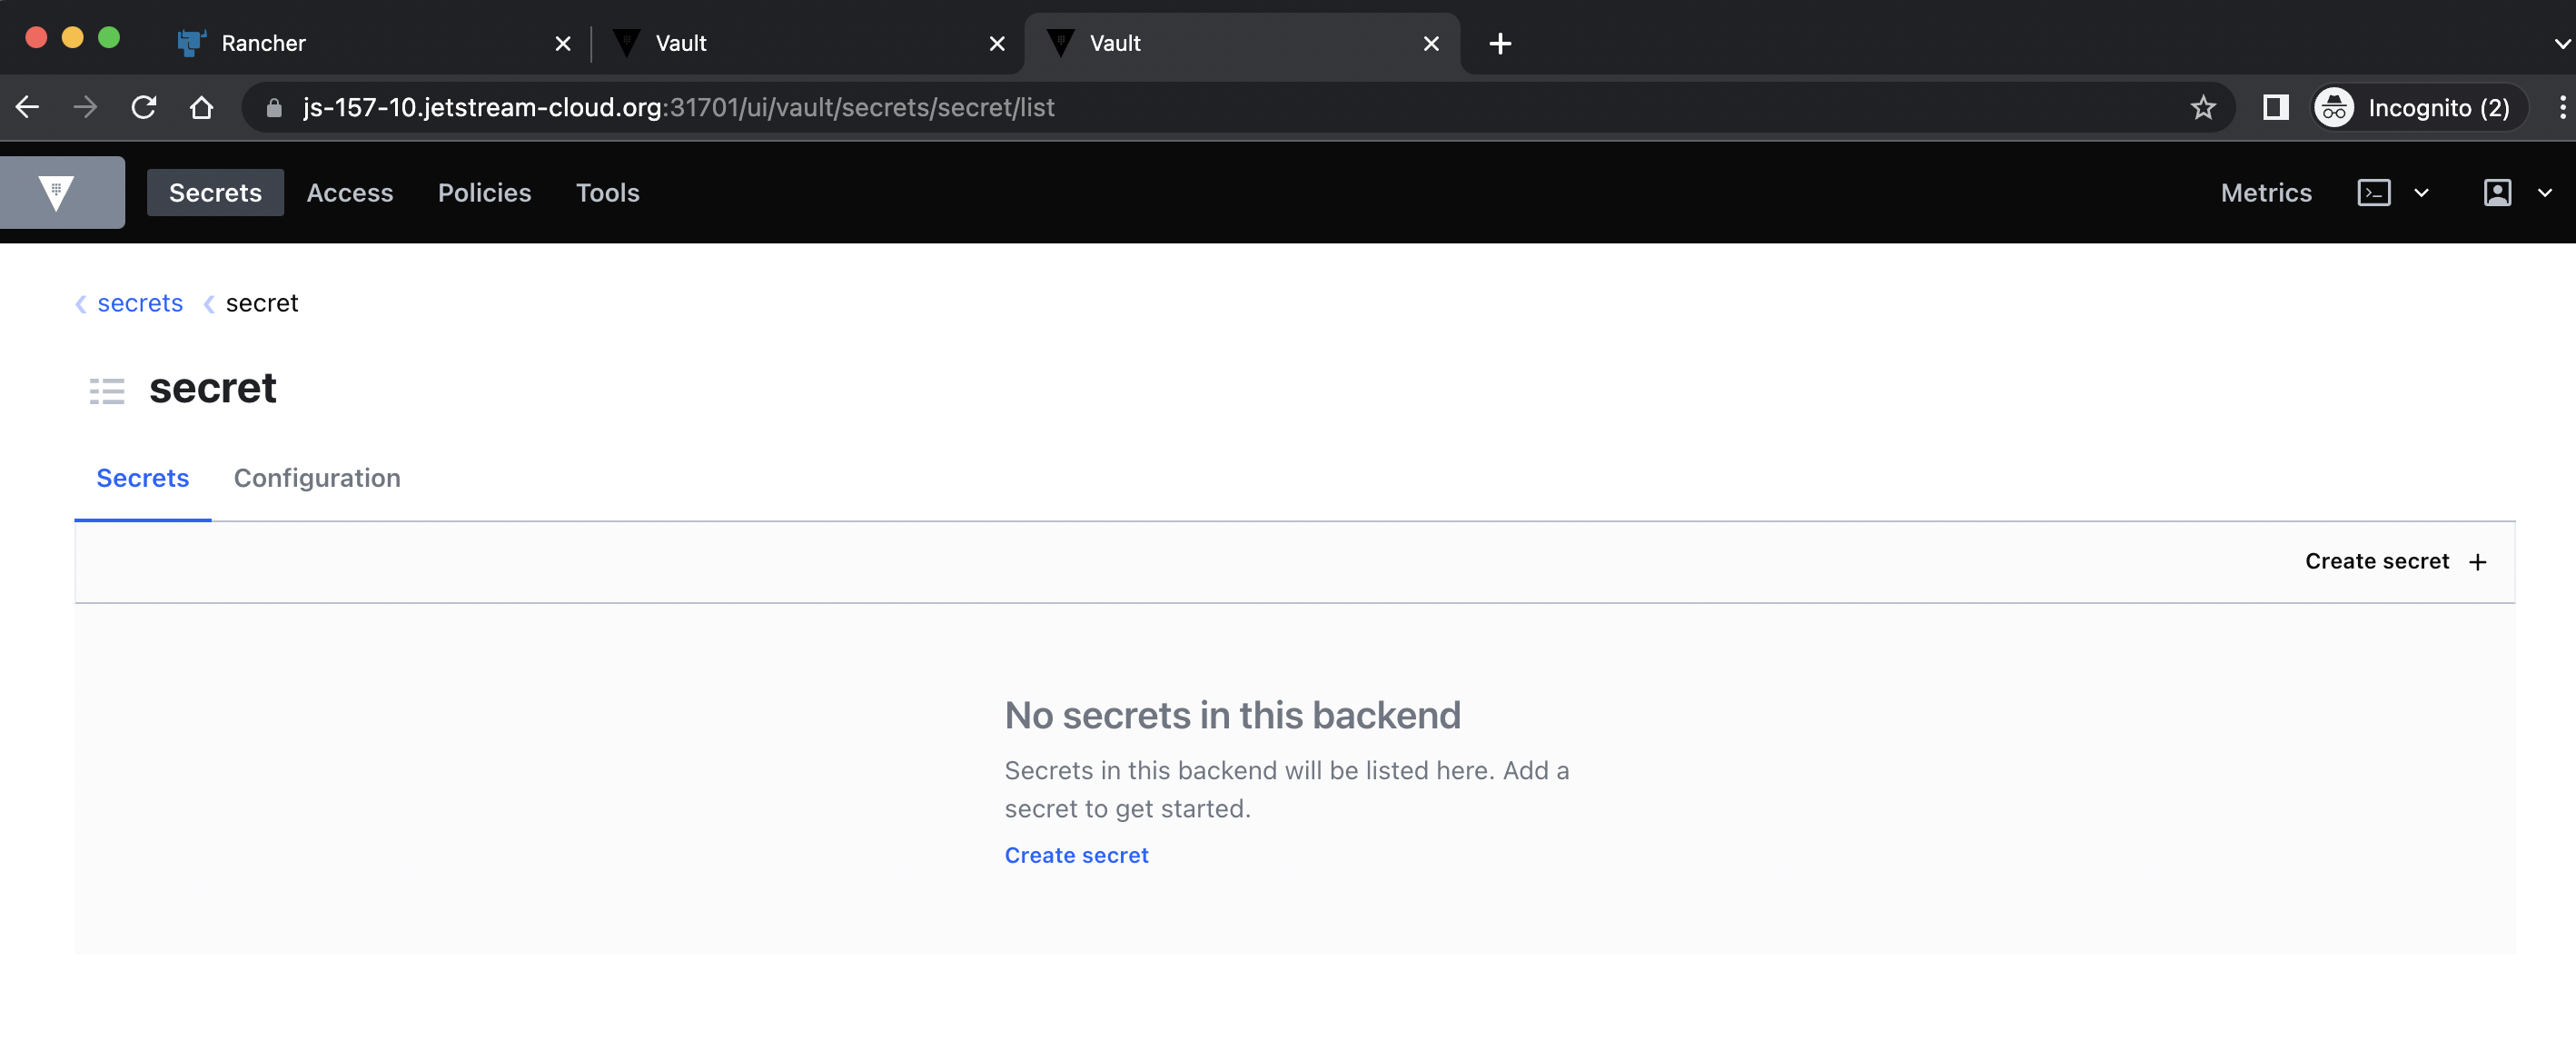 Rancher
Vault
Vault
js-157-10.jetstream-cloud.org:31701/ui/vault/secrets/secret/list
Incognito (2)
Secrets Access Policies Tools
Metrics
secrets secret
secret
Secrets Configuration
Create secret +
No secrets in this backend
Secrets in this backend will be listed here. Add a
secret to get started.
Create secret